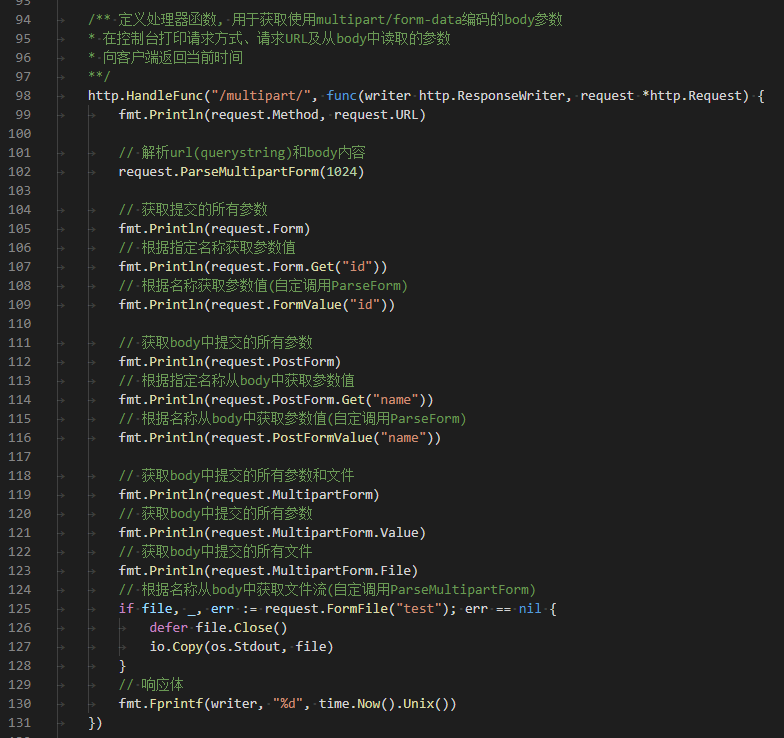 94 /** 定义处理器函数, 用于获取使用multipart/form-data编码的body参数
95 * 在控制台打印请求方式、请求URL及从body中读取的参数
96 * 向客户端返回当前时间
97 **/
98 http.HandleFunc("/multipart/", func(writer http.ResponseWriter, request *http.Request) {
99 fmt.Println(request.Method, request.URL)
100
101 // 解析url(querystring)和body内容
102 request.ParseMultipartForm(1024)
103
104 // 获取提交的所有参数
105 fmt.Println(request.Form)
106 // 根据指定名称获取参数值
107 fmt.Println(request.Form.Get("id"))
108 // 根据名称获取参数值(自定调用ParseForm)
109 fmt.Println(request.FormValue("id"))
110
111 // 获取body中提交的所有参数
112 fmt.Println(request.PostForm)
113 // 根据指定名称从body中获取参数值
114 fmt.Println(request.PostForm.Get("name"))
115 // 根据名称从body中获取参数值(自定调用ParseForm)
116 fmt.Println(request.PostFormValue("name"))
117
118 // 获取body中提交的所有参数和文件
119 fmt.Println(request.MultipartForm)
120 // 获取body中提交的所有参数
121 fmt.Println(request.MultipartForm.Value)
122 // 获取body中提交的所有文件
123 fmt.Println(request.MultipartForm.File)
124 // 根据名称从body中获取文件流(自定调用ParseMultipartForm)
125 if file, _, err := request.FormFile("test"); err == nil {
126 defer file.Close()
127 io.Copy(os.Stdout, file)
128 }
129 // 响应体
130 fmt.Fprintf(writer, "%d", time.Now().Unix())
131 })